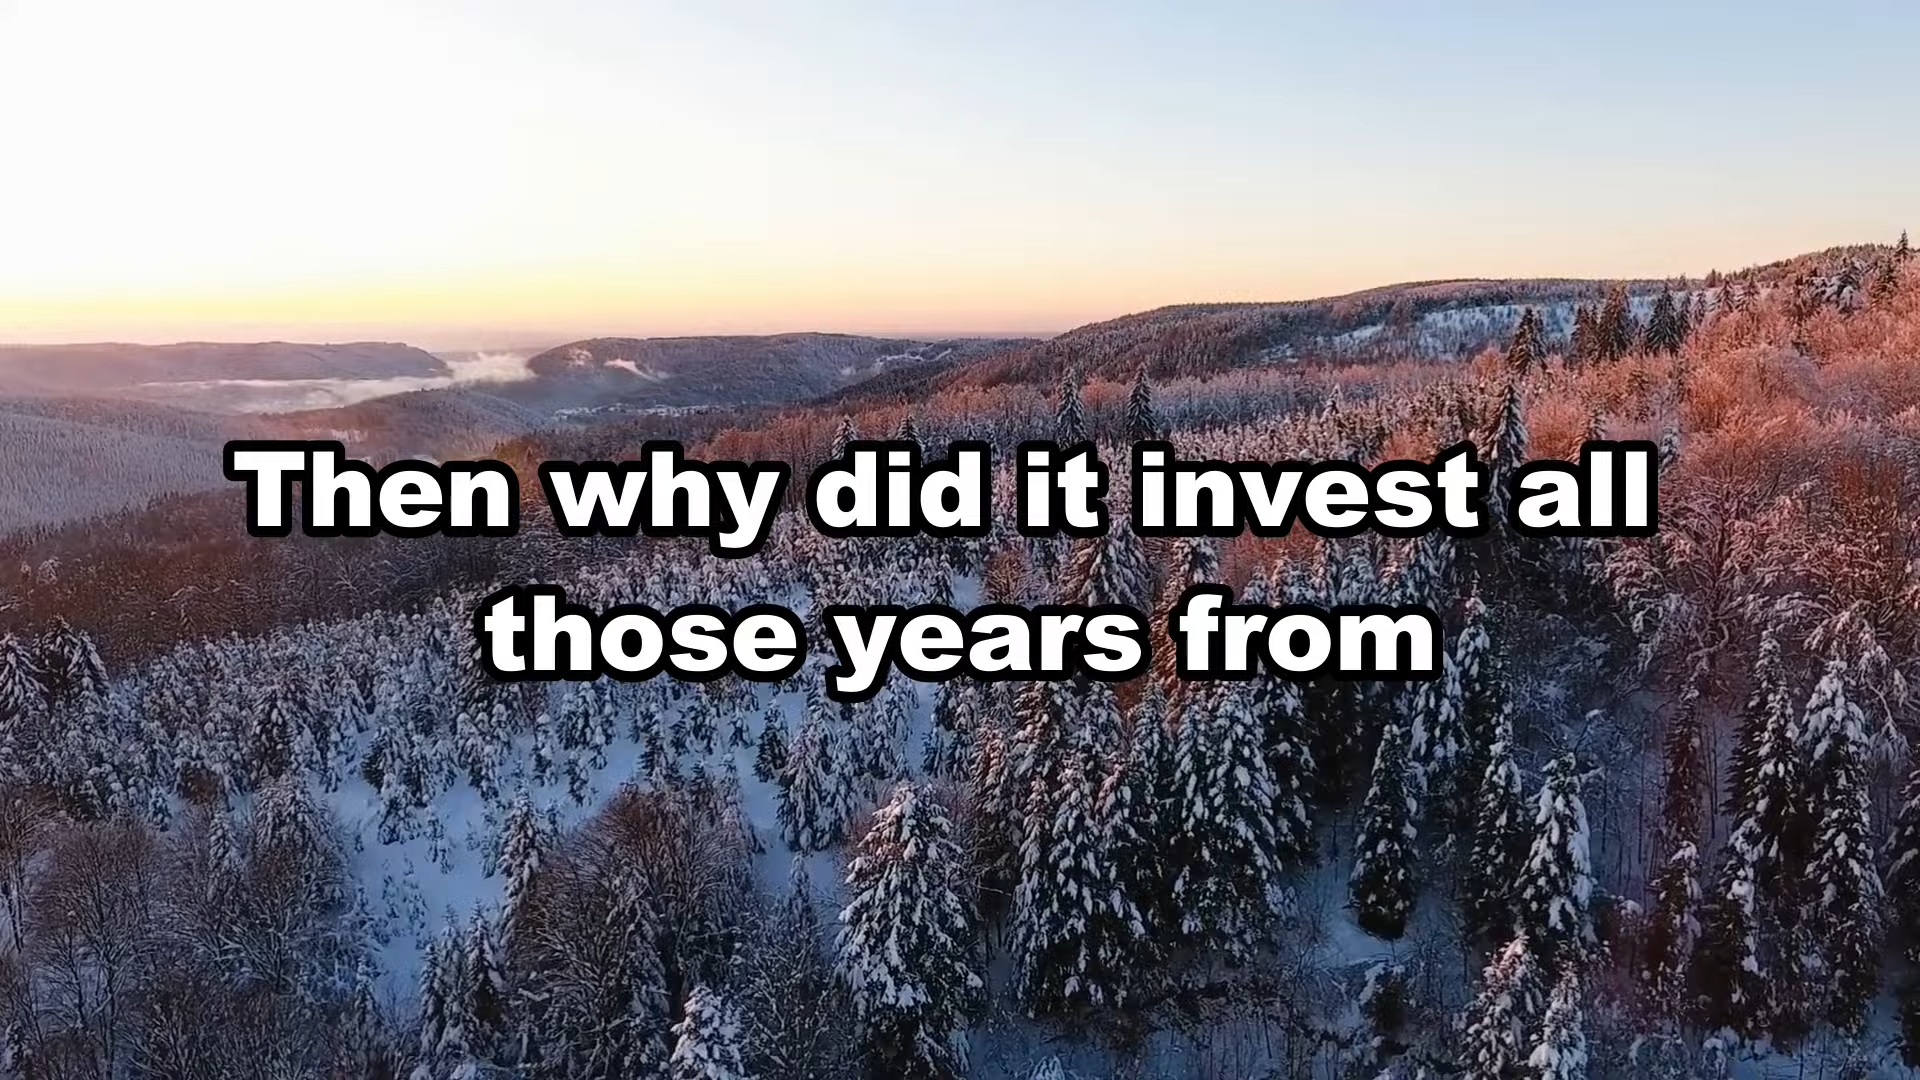 Then why did it invest all
those years from